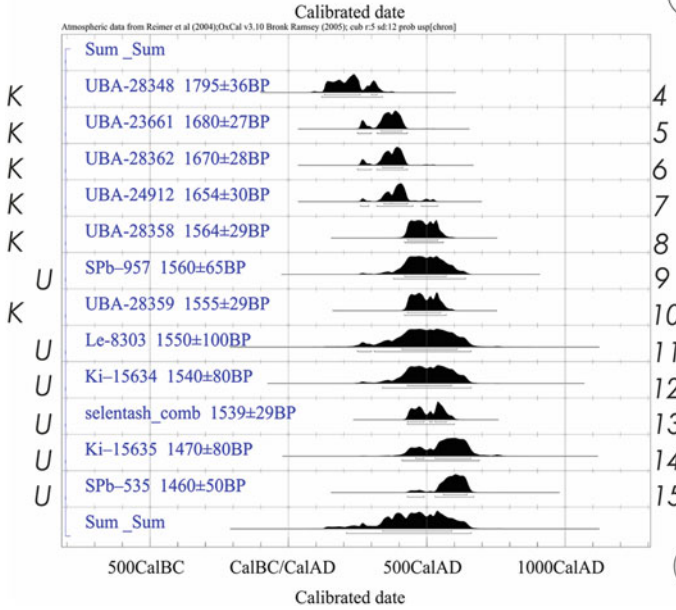 Calibrated date
Atmospheric data from Reimer et al (2004);OxCal v3.10 Bronk Ramsey (2005); cub r:5 sd:12 prob usp[chron]
Sum _Sum
K UBA-28348 1795±36BP 4
K UBA-23661 1680±27BP 5
K UBA-28362 1670±28BP 6
K UBA-24912 1654±30BP 7
K UBA-28358 1564±29BP 8
U SPb–957 1560±65BP 9
K UBA-28359 1555±29BP 10
U Le-8303 1550±100BP 11
U Ki–15634 1540±80BP 12
U selentash_comb 1539±29BP 13
U Ki–15635 1470±80BP 14
U SPb–535 1460±50BP 15
Sum _Sum
500CalBC CalBC/CalAD 500CalAD 1000CalAD
Calibrated date